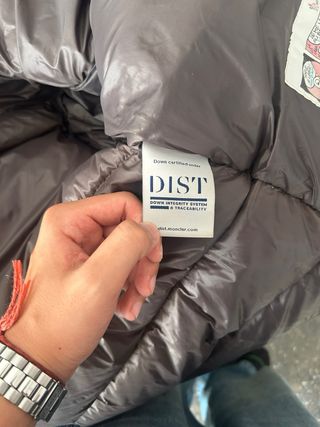 Down certified under
DIST
DOWN INTEGRITY SYSTEM
& TRACEABILITY
dist.moncler.com